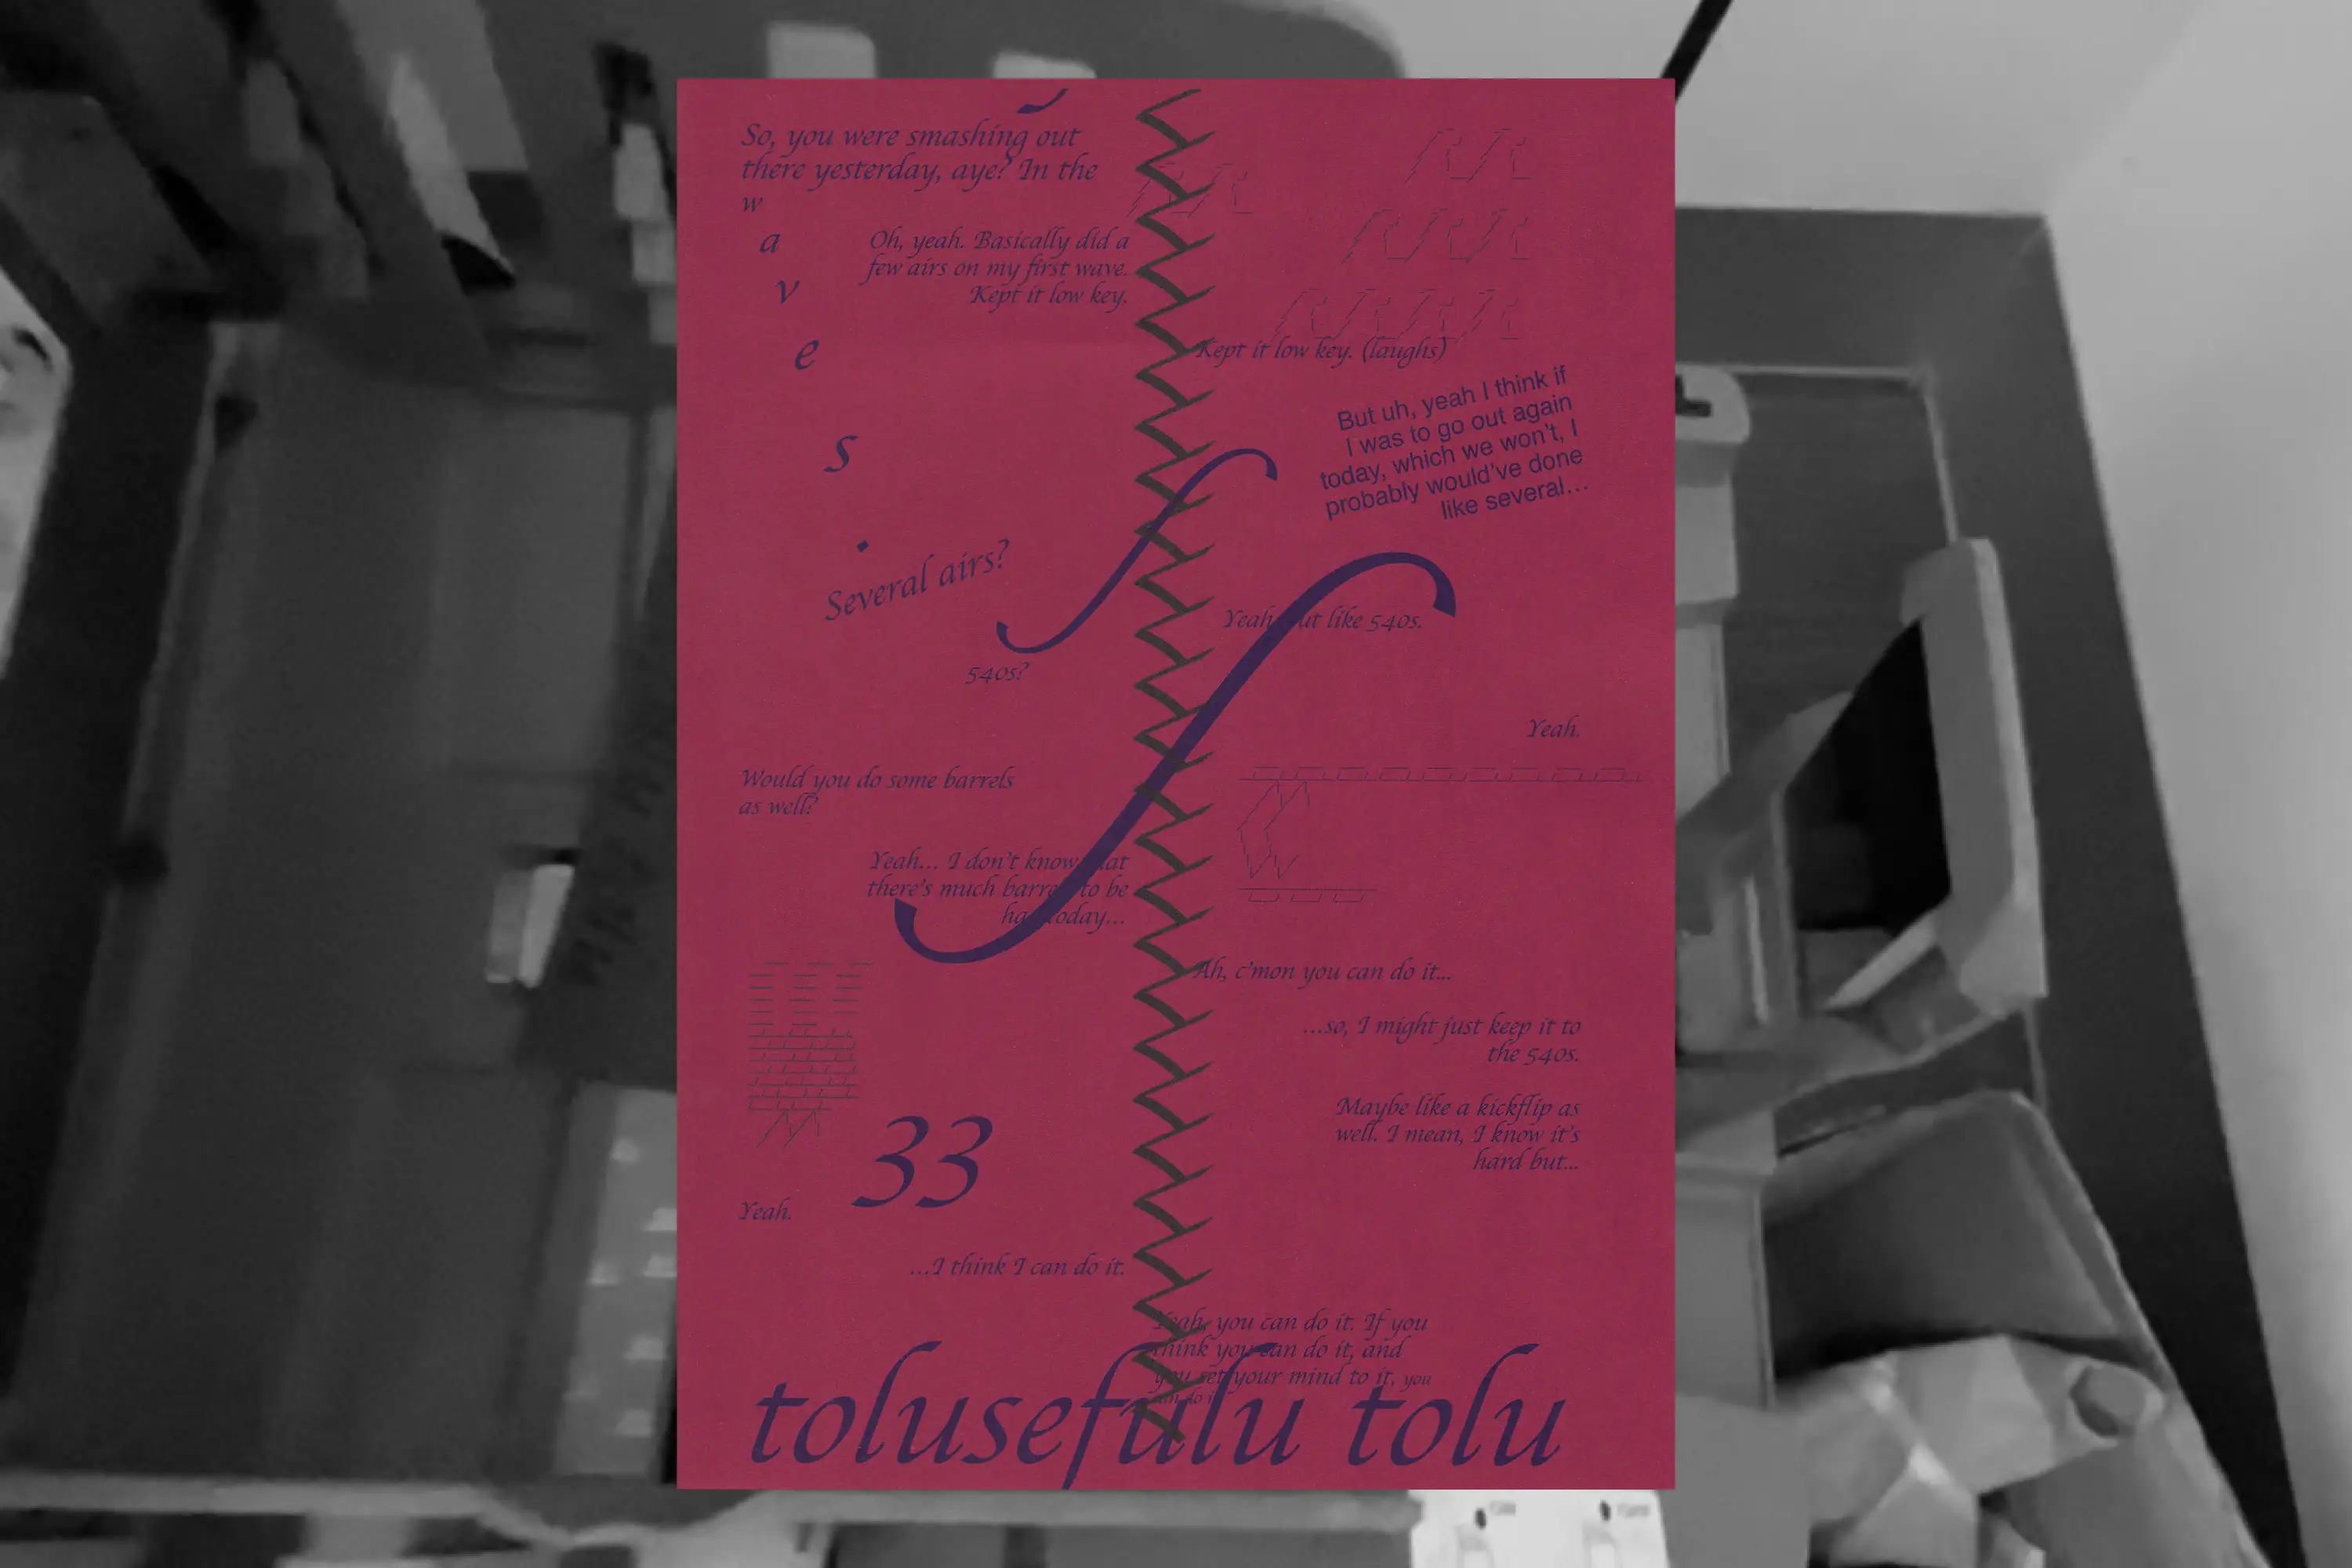 So, you were smashing out
there yesterday, aye? In the
w
a
v
e
s
.
Oh, yeah. Basically did a
few airs on my first wave.
Kept it low key.
Kept it low key. (laughs)
But uh, yeah I think if
I was to go out again
today, which we won't, I
probably would've done
like several...
Several airs?
Yeah, but like 540s.
540s?
Yeah.
Would you do some barrels
as well?
Yeah... I don't know that
there's much barrel to be
had today...
Ah, c'mon you can do it...
...so, I might just keep it to
the 540s.
Maybe like a kickflip as
well. I mean, I know it's
hard but...
33
Yeah.
...I think I can do it.
Yeah, you can do it. If you
think you can do it, and
you set your mind to it, you
can do it
tolusefulu tolu